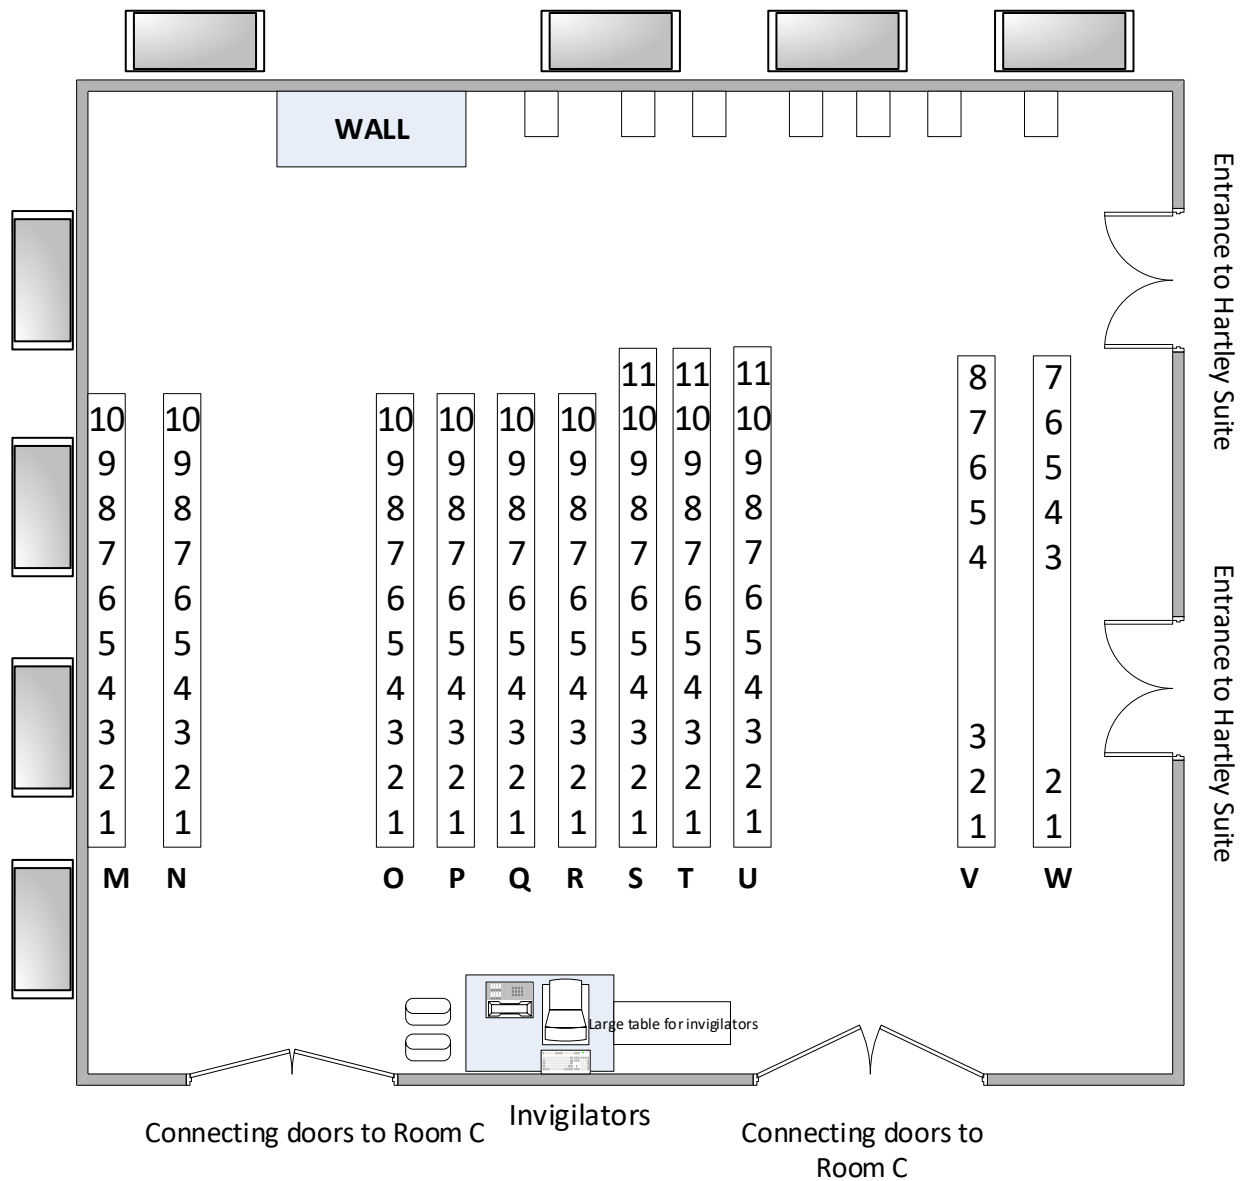 WALL
Entrance to Hartley Suite
11 11 11 8 7
10 10 10 10 10 10 10 10 10 7 6
9 9 9 9 9 9 9 9 9 6 5
8 8 8 8 8 8 8 8 8 5 4
7 7 7 7 7 7 7 7 7 4 3
6 6 6 6 6 6 6 6 6
5 5 5 5 5 5 5 5 5
4 4 4 4 4 4 4 4 4
3 3 3 3 3 3 3 3 3 3
2 2 2 2 2 2 2 2 2 2 2
1 1 1 1 1 1 1 1 1 1 1
M N O P Q R S T U V W
Entrance to Hartley Suite
Large table for invigilators
Invigilators
Connecting doors to Room C
Connecting doors to
Room C